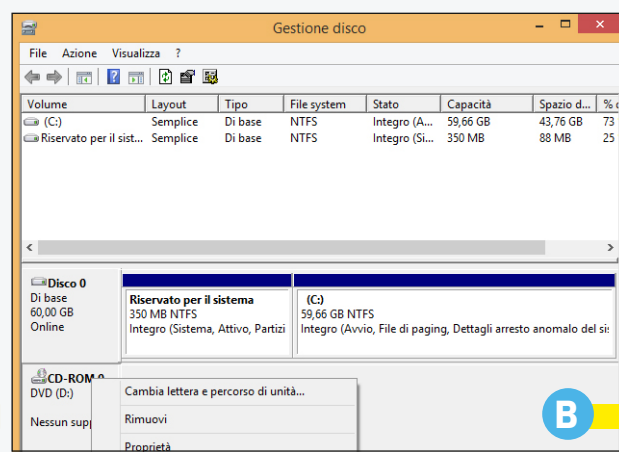 Gestione disco
File Azione Visualizza ?
Volume Layout Tipo File system Stato Capacità Spazio d... %
(C:) Semplice Di base NTFS Integro (A... 59,66 GB 43,76 GB 73
Riservato per il sist... Semplice Di base NTFS Integro (Si... 350 MB 88 MB 25
Disco 0
Di base
60,00 GB
Online
Riservato per il sistema
350 MB NTFS
Integro (Sistema, Attivo, Partizi
(C:)
59,66 GB NTFS
Integro (Avvio, File di paging, Dettagli arresto anomalo del si
CD-ROM 0
DVD (D:)
Nessun supp
Cambia lettera e percorso di unità...
Rimuovi
Proprietà
B